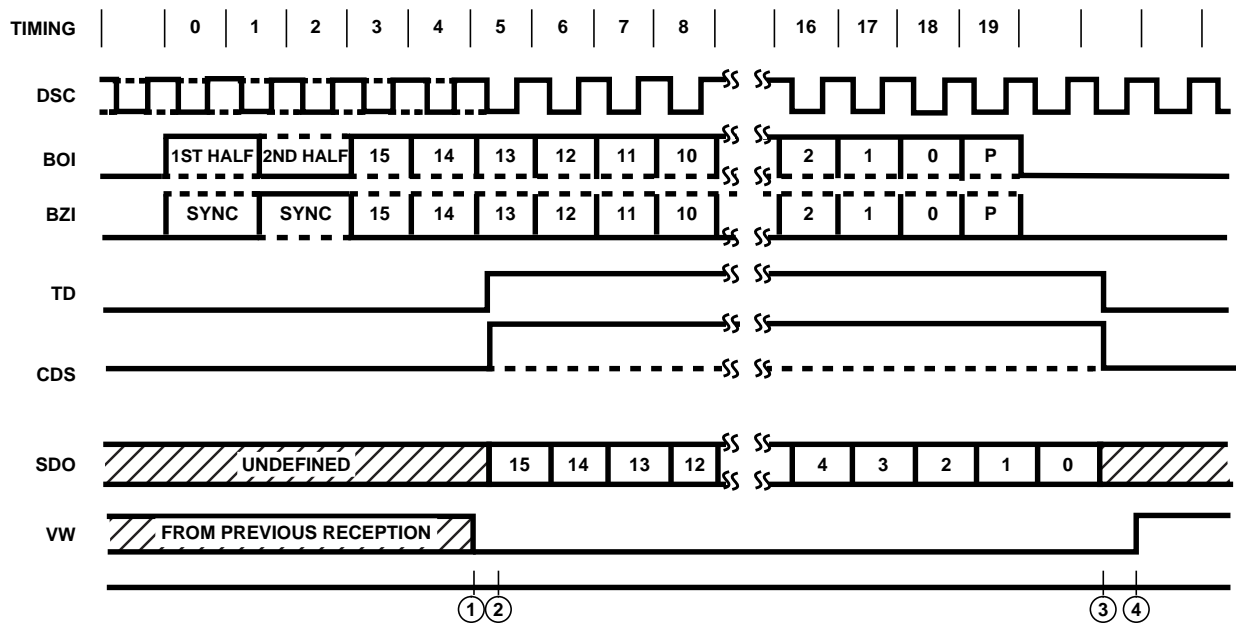 TIMING 0 1 2 3 4 5 6 7 8 16 17 18 19
DSC
BOI 1ST HALF 2ND HALF 15 14 13 12 11 10 2 1 0 P
BZI SYNC SYNC 15 14 13 12 11 10 2 1 0 P
TD
CDS
SDO UNDEFINED 15 14 13 12 4 3 2 1 0
VW FROM PREVIOUS RECEPTION
1 2 3 4